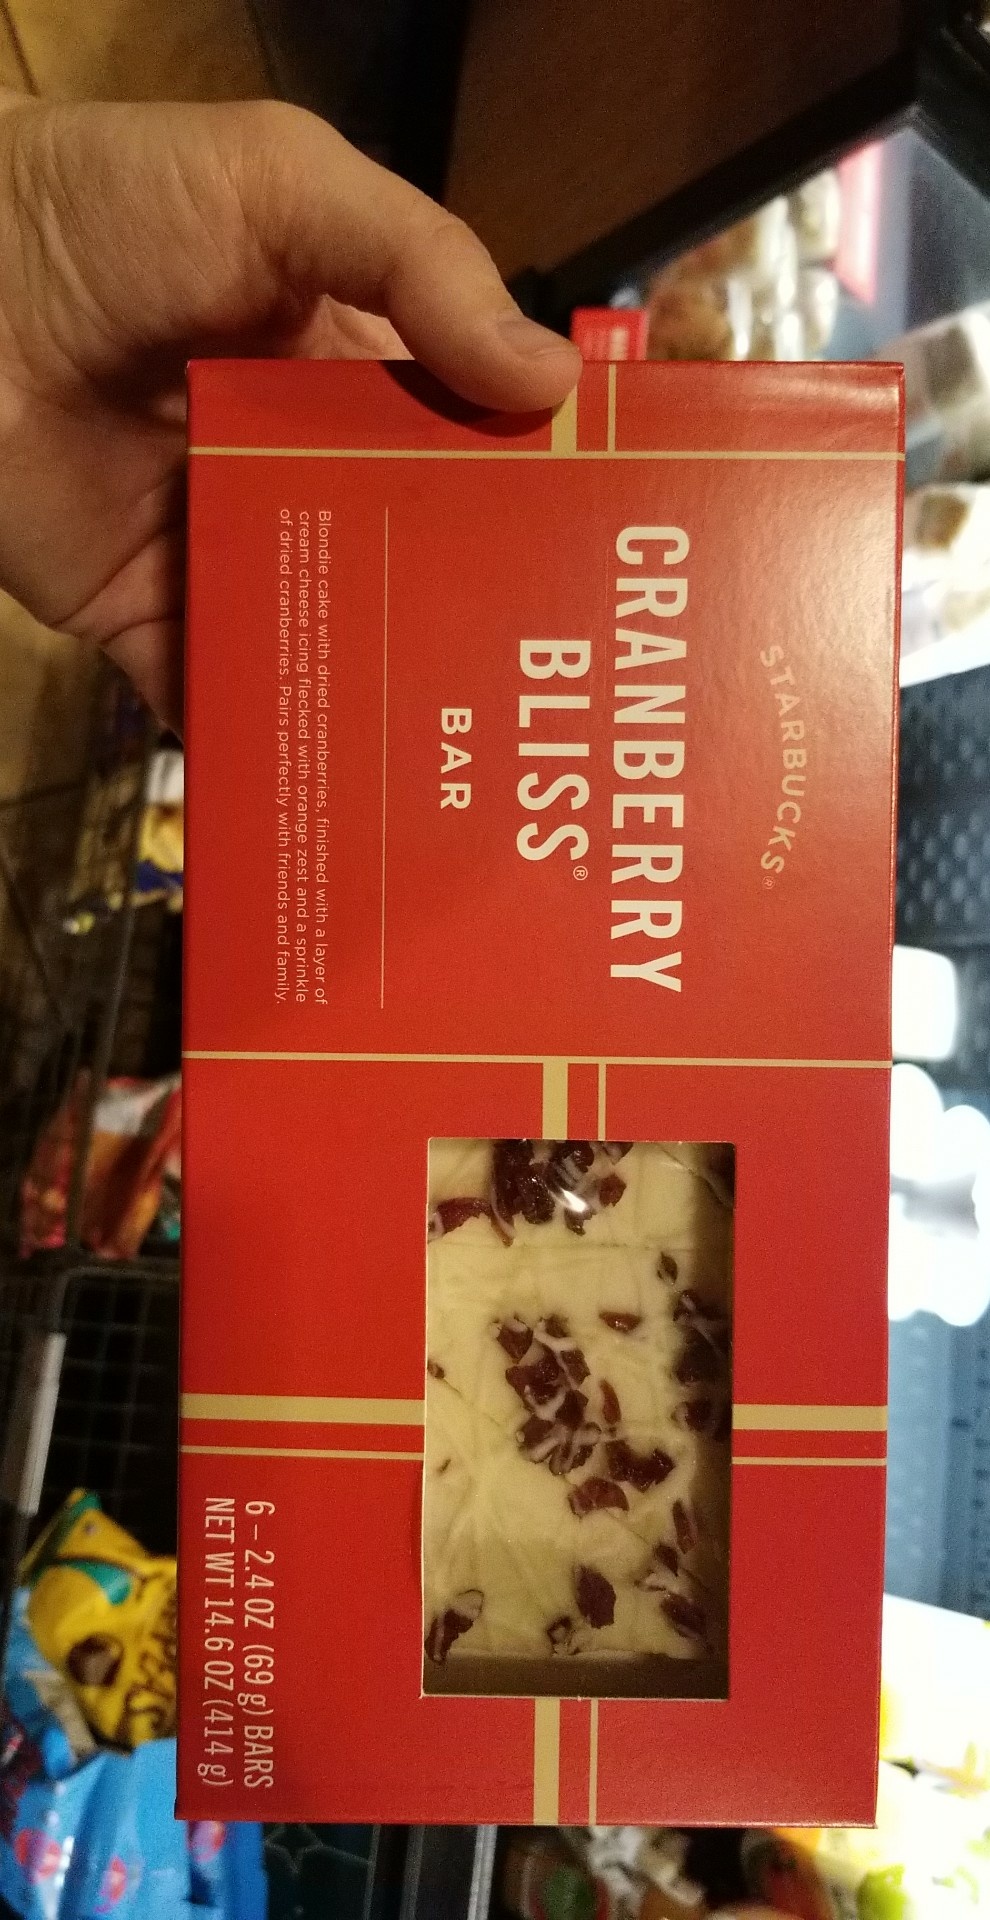 STARBUCKS®
CRANBERRY
BLISS®
BAR
Blondie cake with dried cranberries, finished with a layer of
cream cheese icing flecked with orange zest and a sprinkle
of dried cranberries. Pairs perfectly with friends and family.
6 – 2.4 OZ (69 g) BARS
NET WT 14.6 OZ (414 g)